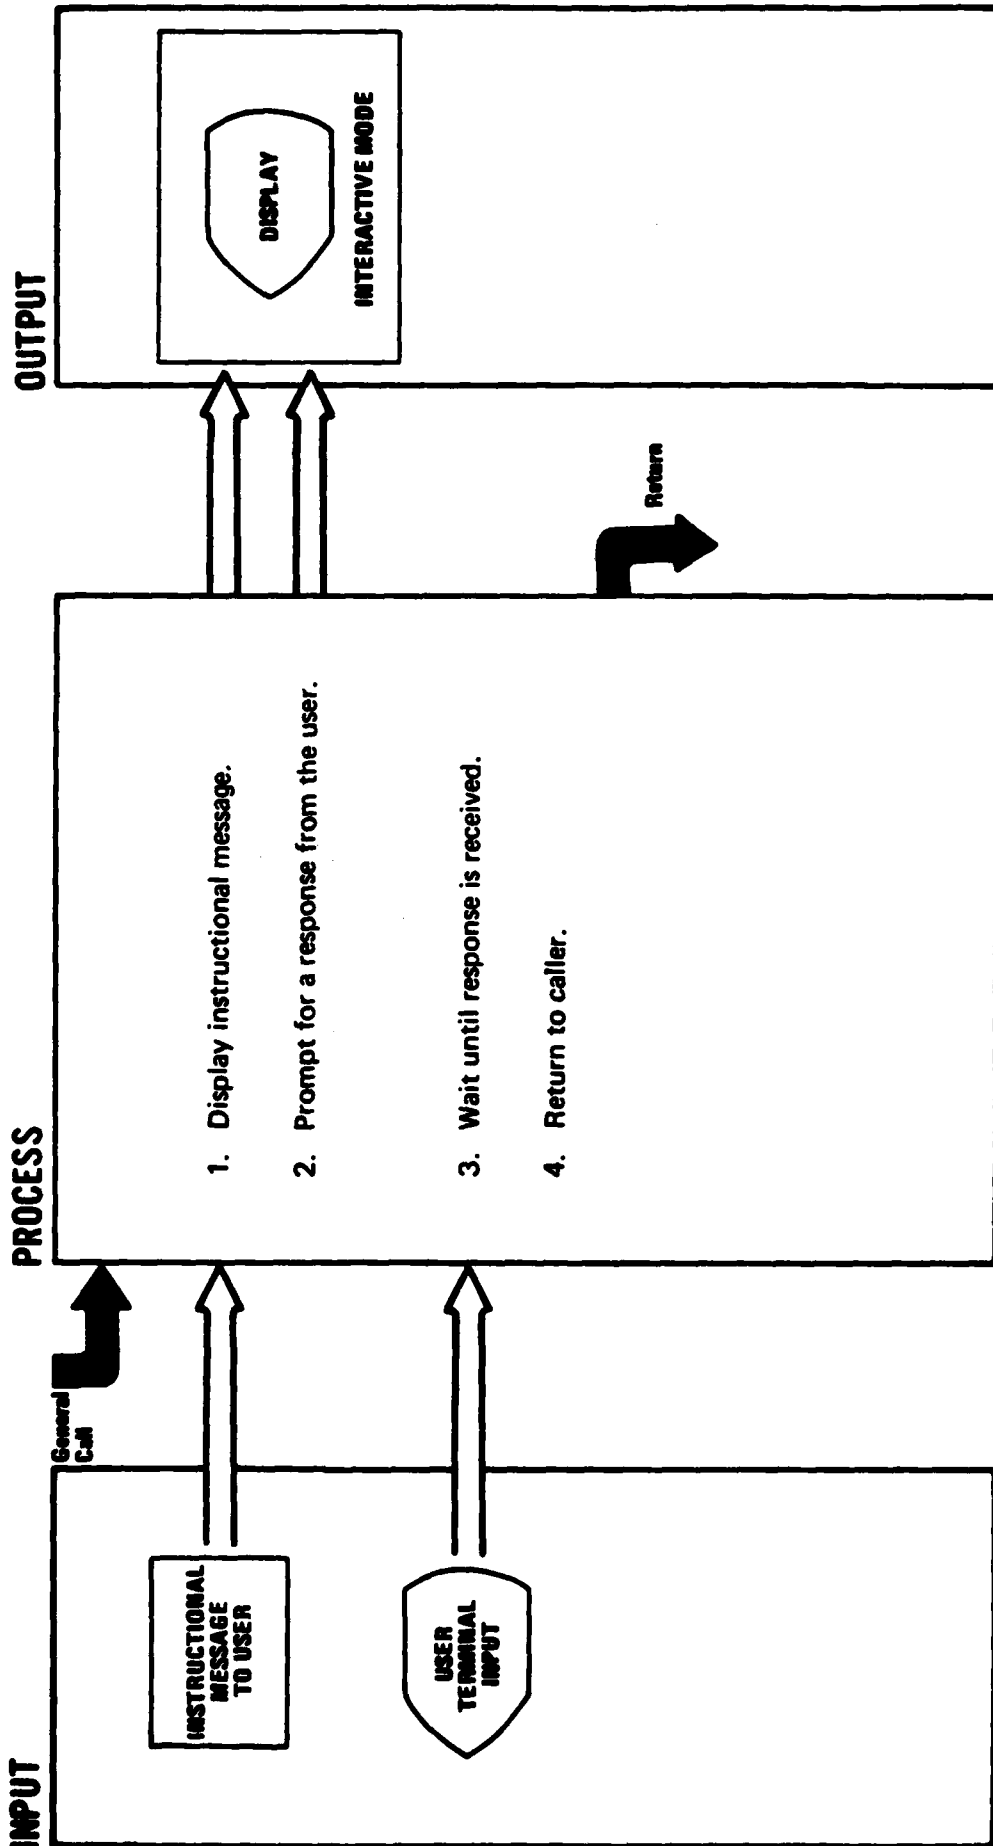 INPUT
INSTRUCTIONAL
MESSAGE
TO USER
USER
TERMINAL
INPUT
General
Call
PROCESS
1. Display instructional message.
2. Prompt for a response from the user.
3. Wait until response is received.
4. Return to caller.
Return
OUTPUT
DISPLAY
INTERACTIVE MODE